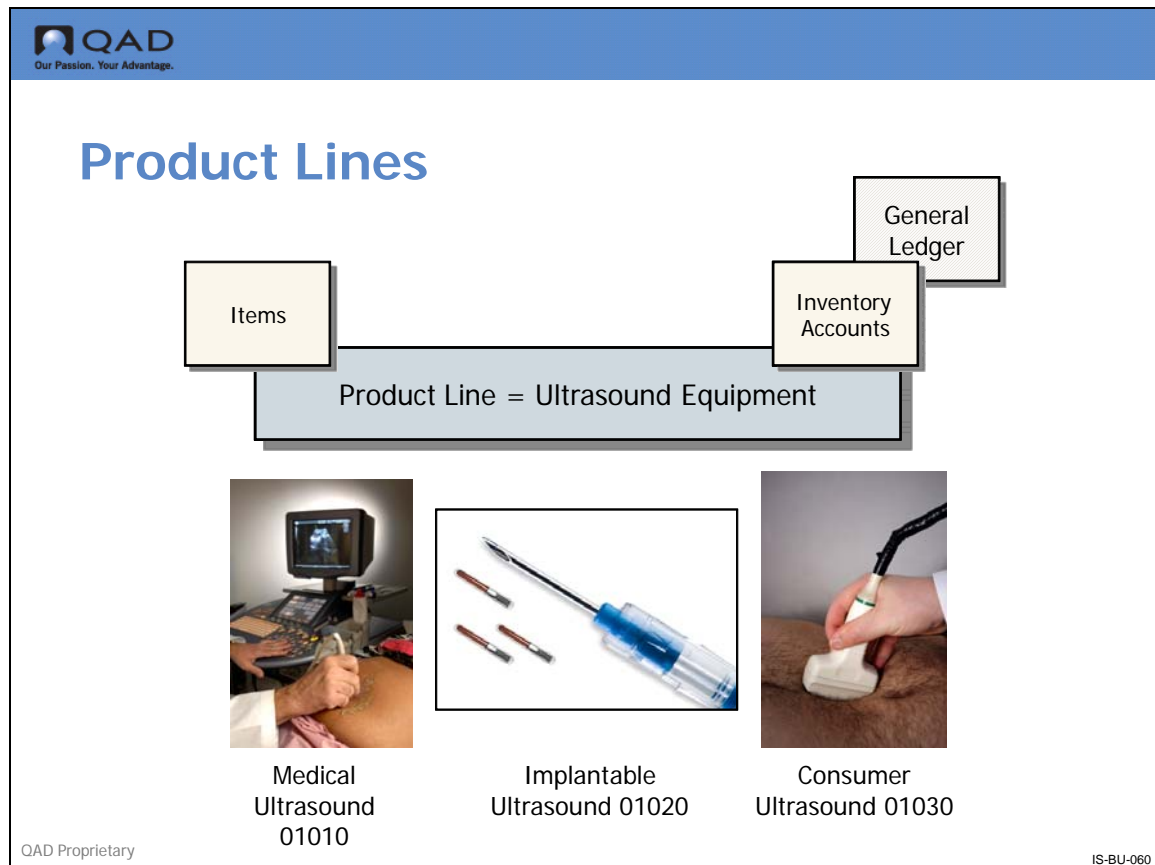 QAD
Our Passion. Your Advantage.
Product Lines
General
Ledger
Items
Inventory
Accounts
Product Line = Ultrasound Equipment
Medical
Ultrasound
01010
Implantable
Ultrasound 01020
Consumer
Ultrasound 01030
QAD Proprietary
IS-BU-060